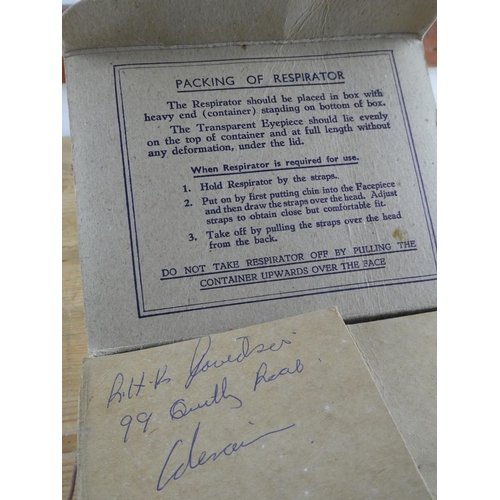 PACKING OF RESPIRATOR
The Respirator should be placed in box with
heavy end (container) standing on bottom of box.
The Transparent Eyepiece should lie evenly
on the top of container and at full length without
any deformation, under the lid.
When Respirator is required for use.
1. Hold Respirator by the straps.
2. Put on by first putting chin into the Facepiece
and then draw the straps over the head. Adjust
straps to obtain close but comfortable fit.
3. Take off by pulling the straps over the head
from the back.
DO NOT TAKE RESPIRATOR OFF BY PULLING THE
CONTAINER UPWARDS OVER THE FACE
99